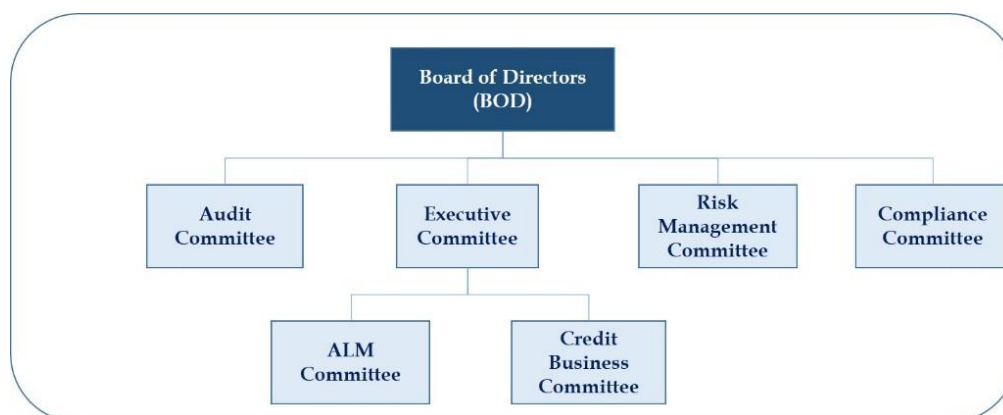 Board of Directors
(BOD)
Audit
Committee
Executive
Committee
Risk
Management
Committee
Compliance
Committee
ALM
Committee
Credit
Business
Committee